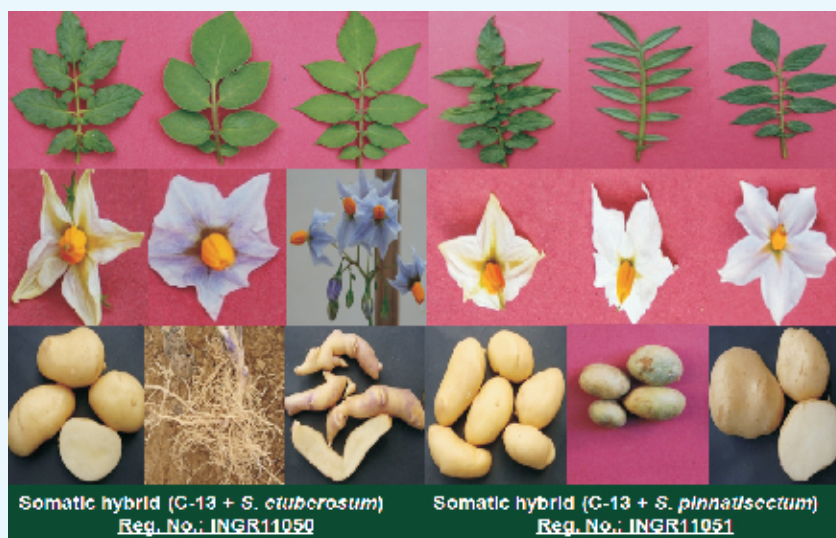 Somatic hybrid (C-13 + S. etuberosum)
Reg. No.: INGR11050
Somatic hybrid (C-13 + S. pinnatisectum)
Reg. No.: INGR11051